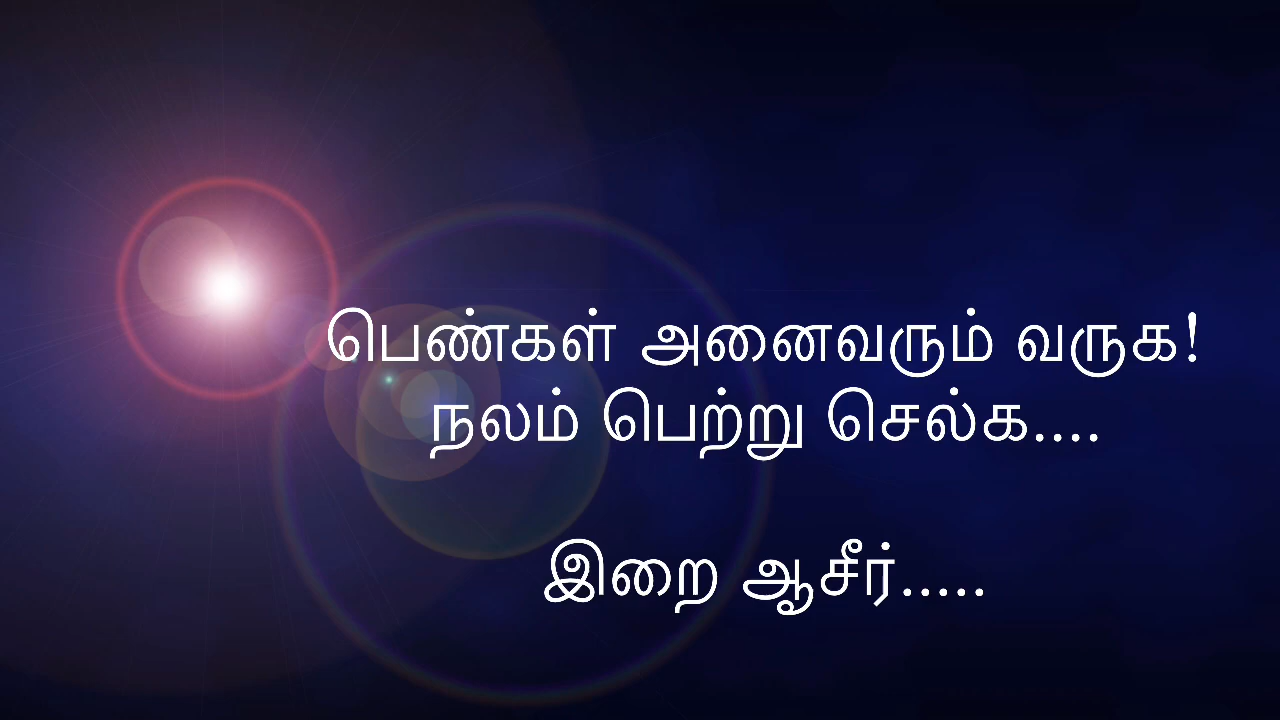 பெண்கள் அனைவரும் வருக!
நலம் பெற்று செல்க....
இறை ஆசீர்.....